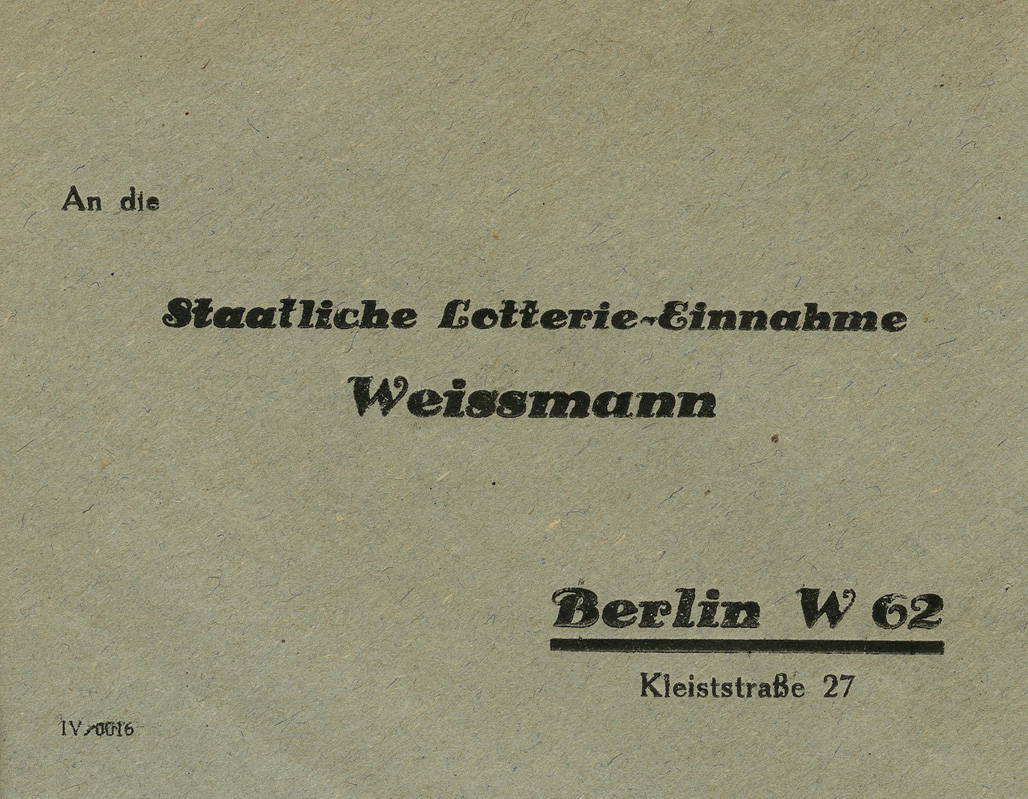 An die
Staatliche Lotterie-Einnahme
Weissmann
Berlin W 62
Kleiststraße 27
IV/0016